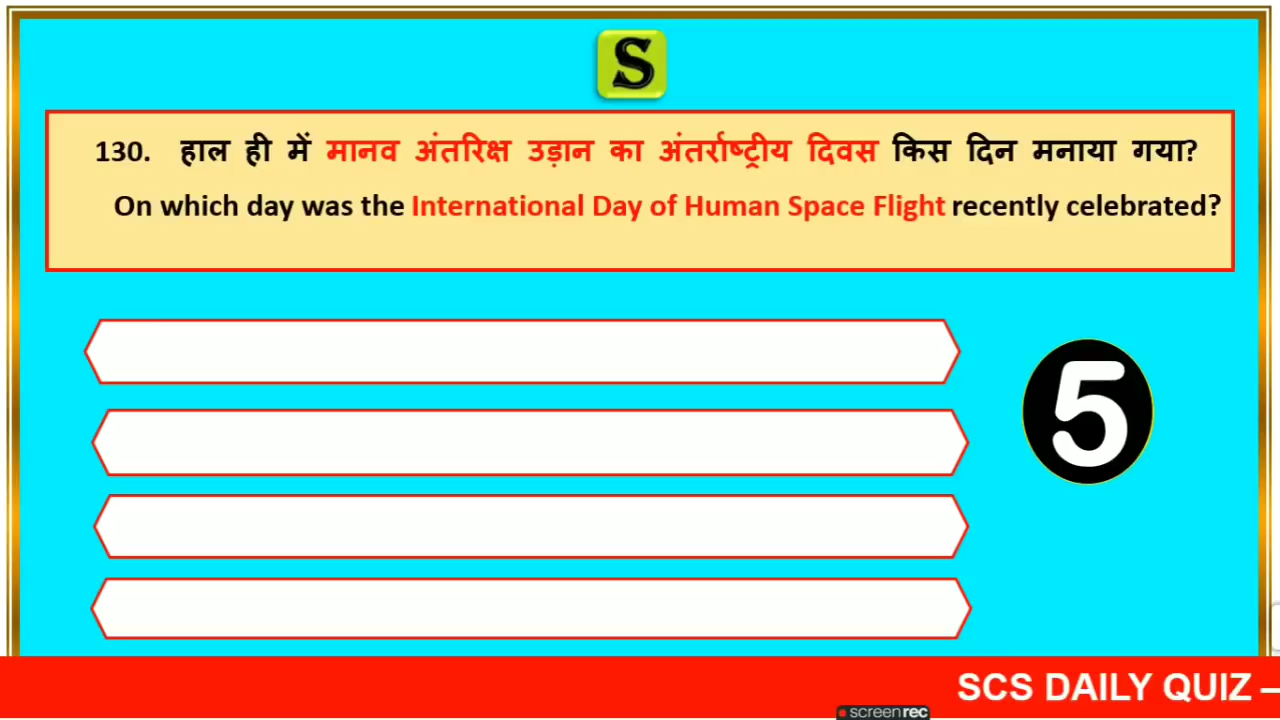 S
130. हाल ही में मानव अंतरिक्ष उड़ान का अंतर्राष्ट्रीय दिवस किस दिन मनाया गया?
On which day was the International Day of Human Space Flight recently celebrated?
5
SCS DAILY QUIZ –
screenrec